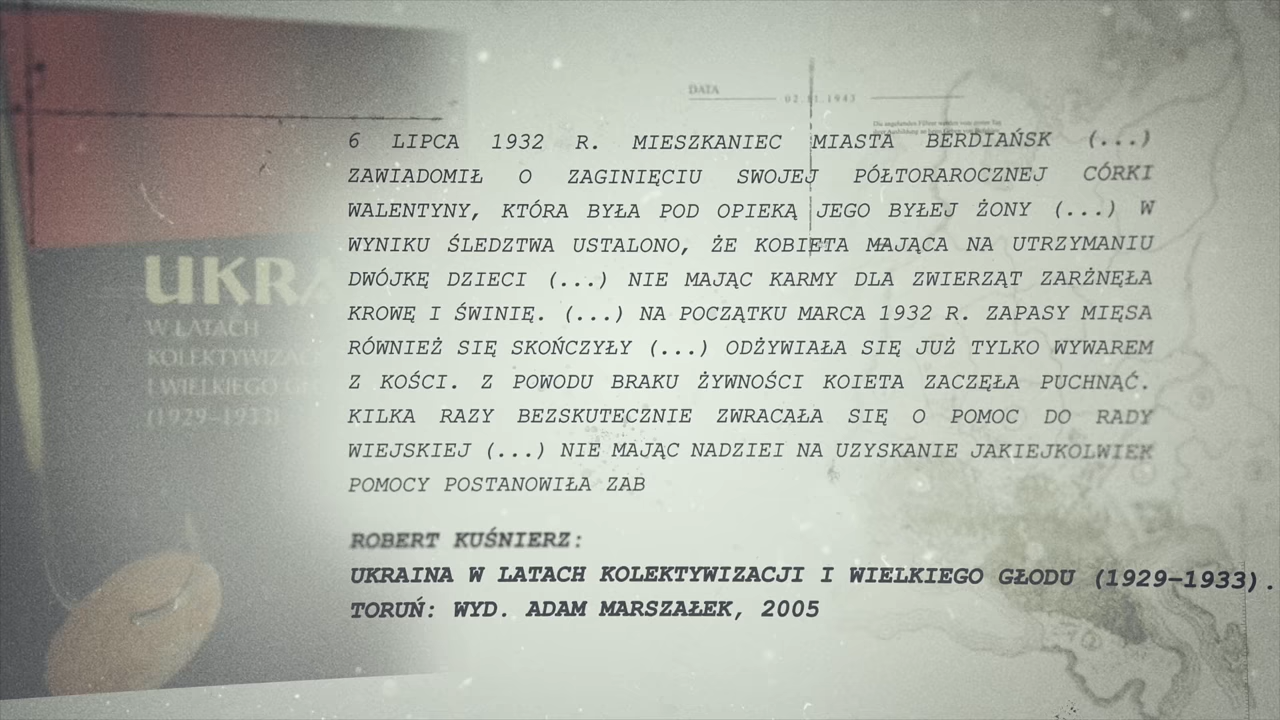 DATA
02.11.1943
6 LIPCA 1932 R. MIESZKANIEC MIASTA BERDIAŃSK (...)
ZAWIADOMIŁ O ZAGINIĘCIU SWOJEJ PÓŁTORAROCZNEJ CÓRKI
WALENTYNY, KTÓRA BYŁA POD OPIEKĄ JEGO BYŁEJ ŻONY (...) W
WYNIKU ŚLEDZTWA USTALONO, ŻE KOBIETA MAJĄCA NA UTRZYMANIU
DWÓJKĘ DZIECI (...) NIE MAJĄC KARMY DLA ZWIERZĄT ZARŻNĘŁA
KROWĘ I ŚWINIĘ. (...) NA POCZĄTKU MARCA 1932 R. ZAPASY MIĘSA
RÓWNIEŻ SIĘ SKOŃCZYŁY (...) ODŻYWIAŁA SIĘ JUŻ TYLKO WYWAREM
Z KOŚCI. Z POWODU BRAKU ŻYWNOŚCI KOIETA ZACZĘŁA PUCHNĄĆ.
KILKA RAZY BEZSKUTECZNIE ZWRACAŁA SIĘ O POMOC DO RADY
WIEJSKIEJ (...) NIE MAJĄC NADZIEI NA UZYSKANIE JAKIEJKOLWIEK
POMOCY POSTANOWIŁA ZAB
ROBERT KUŚNIERZ:
UKRAINA W LATACH KOLEKTYWIZACJI I WIELKIEGO GŁODU (1929–1933).
TORUŃ: WYD. ADAM MARSZAŁEK, 2005
UKRA
W LATACH
KOLEKTYWIZAC
I WIELKIEGO GŁO
(1929–1933)